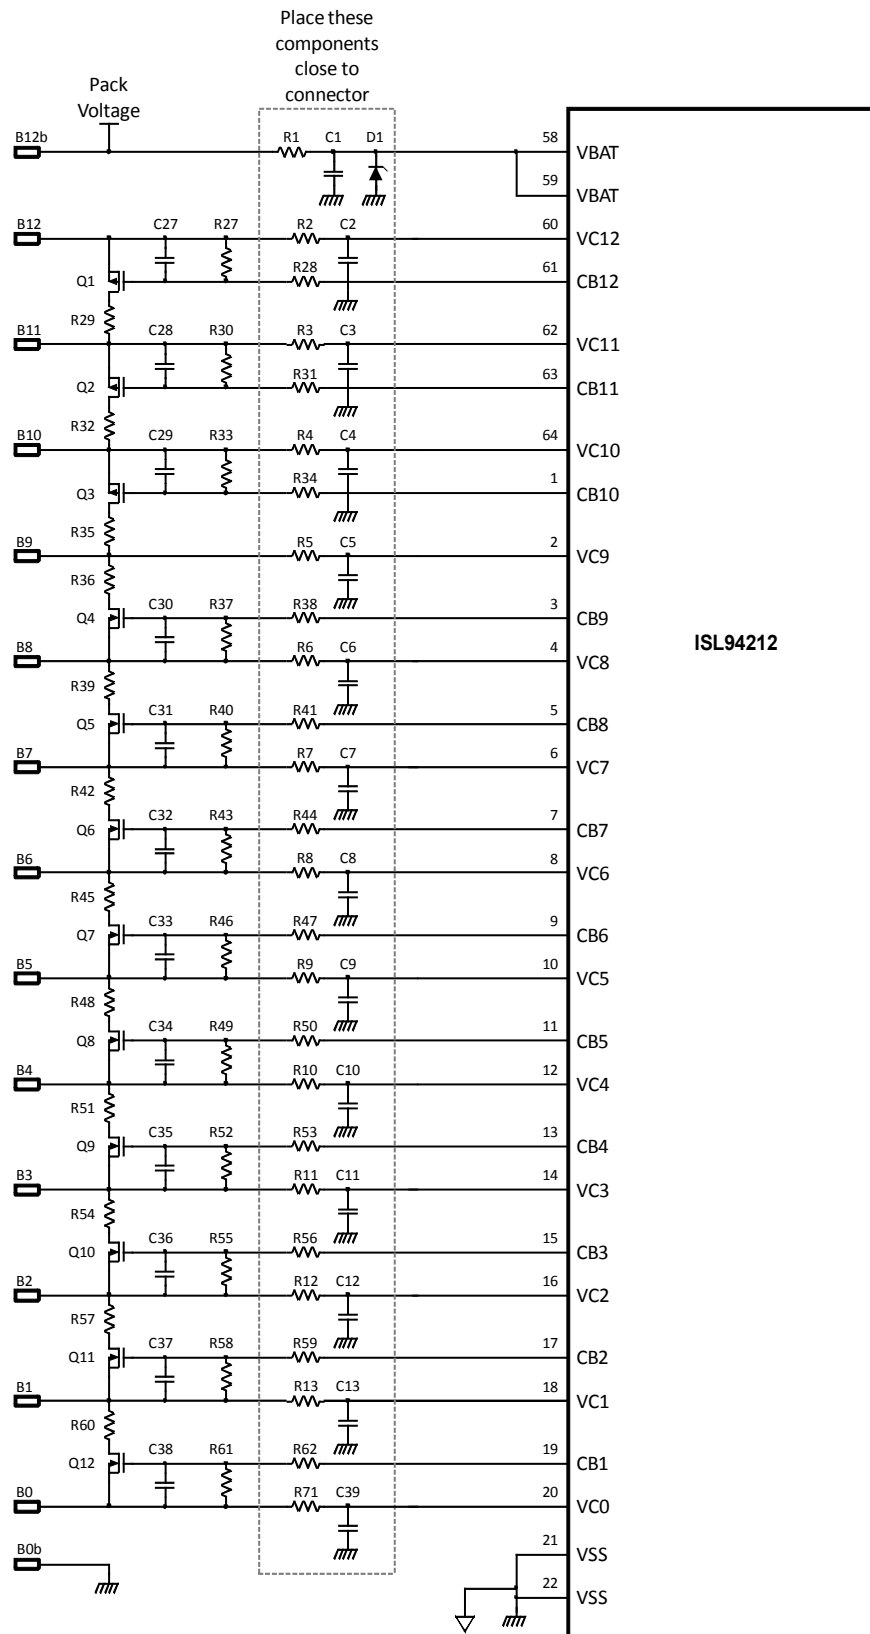 Place these
components
close to
connector
Pack
Voltage
B12b R1 C1 D1 58 VBAT
59 VBAT
B12 C27 R27 R2 C2 60 VC12
Q1 R28 61 CB12
R29
B11 C28 R30 R3 C3 62 VC11
Q2 R31 63 CB11
R32
B10 C29 R33 R4 C4 64 VC10
Q3 R34 1 CB10
R35
B9 R5 C5 2 VC9
R36
Q4 C30 R37 R38 3 CB9
ISL94212
B8 R6 C6 4 VC8
R39
Q5 C31 R40 R41 5 CB8
B7 R7 C7 6 VC7
R42
Q6 C32 R43 R44 7 CB7
B6 R8 C8 8 VC6
R45
Q7 C33 R46 R47 9 CB6
B5 R9 C9 10 VC5
R48
Q8 C34 R49 R50 11 CB5
B4 R10 C10 12 VC4
R51
Q9 C35 R52 R53 13 CB4
B3 R11 C11 14 VC3
R54
Q10 C36 R55 R56 15 CB3
B2 R12 C12 16 VC2
R57
Q11 C37 R58 R59 17 CB2
B1 R13 C13 18 VC1
R60
Q12 C38 R61 R62 19 CB1
B0 R71 C39 20 VC0
B0b 21 VSS
22 VSS